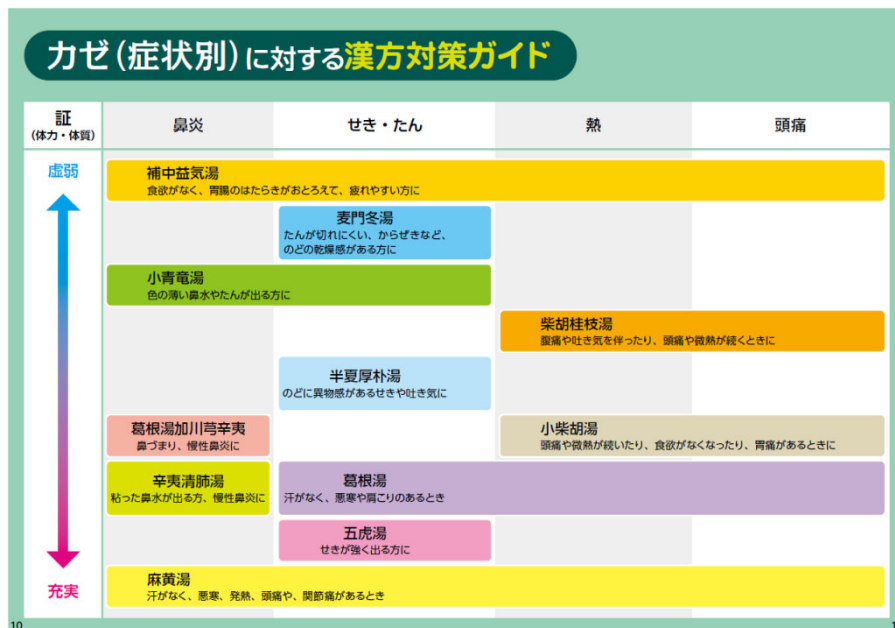 カゼ(症状別)に対する漢方対策ガイド
証
(体力・体質)
鼻炎
せき・たん
熱
頭痛
虚弱
補中益気湯
食欲がなく、胃腸のはたらきがおとろえて、疲れやすい方に
麦門冬湯
たんが切れにくい、からぜきなど、
のどの乾燥感がある方に
小青竜湯
色の薄い鼻水やたんが出る方に
柴胡桂枝湯
腹痛や吐き気を伴ったり、頭痛や微熱が続くときに
半夏厚朴湯
のどに異物感があるせきや吐き気に
葛根湯加川芎辛夷
鼻づまり、慢性鼻炎に
小柴胡湯
頭痛や微熱が続いたり、食欲がなくなったり、胃痛があるときに
辛夷清肺湯
粘った鼻水が出る方、慢性鼻炎に
葛根湯
汗がなく、悪寒や肩こりのあるとき
五虎湯
せきが強く出る方に
麻黄湯
汗がなく、悪寒、発熱、頭痛や、関節痛があるとき
充実
10